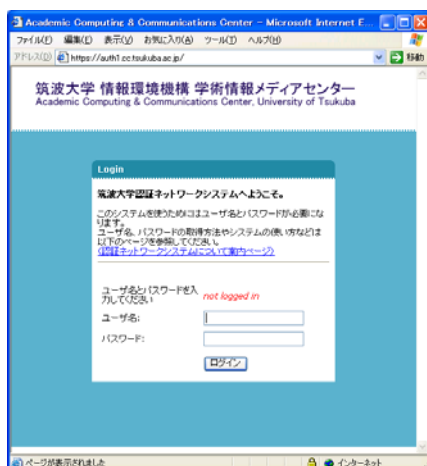 Academic Computing & Communications Center - Microsoft Internet E...
ファイル(F) 編集(E) 表示(V) お気に入り(A) ツール(T) ヘルプ(H)
アドレス(D) https://auth1.cc.tsukuba.ac.jp/ 移動
筑波大学 情報環境機構 学術情報メディアセンター
Academic Computing & Communications Center, University of Tsukuba
Login
筑波大学認証ネットワークシステムへようこそ。
このシステムを使うためにはユーザ名とパスワードが必要にな
ります。
ユーザ名、パスワードの取得方法やシステムの使い方などは
以下のページを参照してください。
(認証ネットワークシステムについて案内ページ)
ユーザ名とパスワードを入
力してください not logged in
ユーザ名:
パスワード:
ログイン
ページが表示されました インターネット